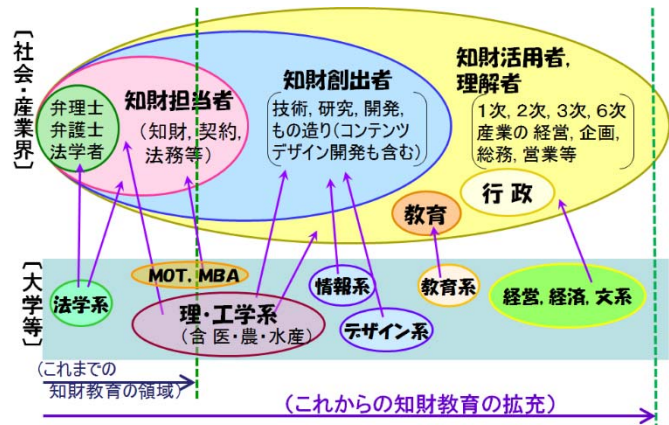 〔社会・産業界〕
弁理士
弁護士
法学者
知財担当者
(知財, 契約,
法務等)
知財創出者
技術, 研究, 開発,
もの造り(コンテンツ
デザイン開発も含む)
知財活用者,
理解者
1次, 2次, 3次, 6次
産業の 経営, 企画,
総務, 営業等
教育
行政
〔大学等〕
法学系
MOT, MBA
理・工学系
(含 医・農・水産)
情報系
デザイン系
教育系
経営, 経済, 文系
(これまでの
知財教育の領域)
(これからの知財教育の拡充)